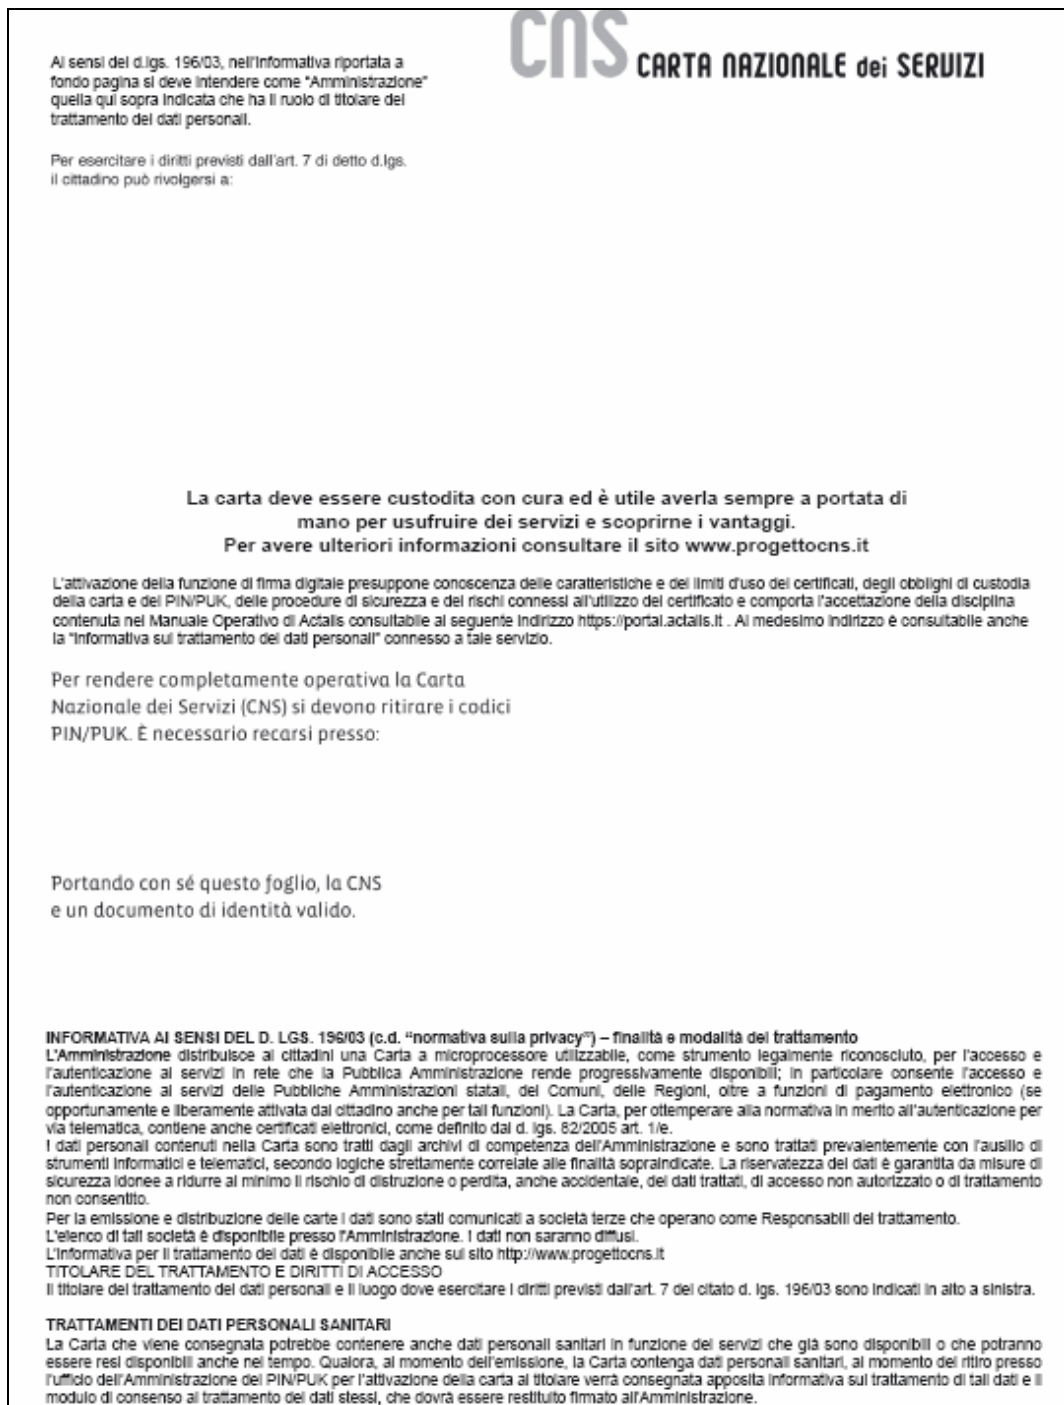 CNS CARTA NAZIONALE dei SERVIZI
Ai sensi del d.lgs. 196/03, nell'informativa riportata a
fondo pagina si deve intendere come "Amministrazione"
quella qui sopra indicata che ha il ruolo di titolare del
trattamento dei dati personali.
Per esercitare i diritti previsti dall'art. 7 di detto d.lgs.
il cittadino può rivolgersi a:
La carta deve essere custodita con cura ed è utile averla sempre a portata di
mano per usufruire dei servizi e scoprirne i vantaggi.
Per avere ulteriori informazioni consultare il sito www.progettocns.it
L'attivazione della funzione di firma digitale presuppone conoscenza delle caratteristiche e dei limiti d'uso dei certificati, degli obblighi di custodia
della carta e del PIN/PUK, delle procedure di sicurezza e dei rischi connessi all'utilizzo del certificato e comporta l'accettazione della disciplina
contenuta nel Manuale Operativo di Actalis consultabile al seguente indirizzo https://portal.actalis.it . Al medesimo indirizzo è consultabile anche
la "Informativa sul trattamento dei dati personali" connesso a tale servizio.
Per rendere completamente operativa la Carta
Nazionale dei Servizi (CNS) si devono ritirare i codici
PIN/PUK. È necessario recarsi presso:
Portando con sé questo foglio, la CNS
e un documento di identità valido.
INFORMATIVA AI SENSI DEL D. LGS. 196/03 (c.d. "normativa sulla privacy") – finalità e modalità del trattamento
L'Amministrazione distribuisce ai cittadini una Carta a microprocessore utilizzabile, come strumento legalmente riconosciuto, per l'accesso e
l'autenticazione ai servizi in rete che la Pubblica Amministrazione rende progressivamente disponibili; in particolare consente l'accesso e
l'autenticazione ai servizi delle Pubbliche Amministrazioni statali, dei Comuni, delle Regioni, oltre a funzioni di pagamento elettronico (se
opportunamente e liberamente attivata dal cittadino anche per tali funzioni). La Carta, per ottemperare alla normativa in merito all'autenticazione per
via telematica, contiene anche certificati elettronici, come definito dal d. lgs. 82/2005 art. 1/e.
I dati personali contenuti nella Carta sono tratti dagli archivi di competenza dell'Amministrazione e sono trattati prevalentemente con l'ausilio di
strumenti informatici e telematici, secondo logiche strettamente correlate alle finalità sopraindicate. La riservatezza dei dati è garantita da misure di
sicurezza idonee a ridurre al minimo il rischio di distruzione o perdita, anche accidentale, dei dati trattati, di accesso non autorizzato o di trattamento
non consentito.
Per la emissione e distribuzione delle carte i dati sono stati comunicati a società terze che operano come Responsabili del trattamento.
L'elenco di tali società è disponibile presso l'Amministrazione. I dati non saranno diffusi.
L'informativa per il trattamento dei dati è disponibile anche sul sito http://www.progettocns.it
TITOLARE DEL TRATTAMENTO E DIRITTI DI ACCESSO
Il titolare del trattamento dei dati personali e il luogo dove esercitare i diritti previsti dall'art. 7 del citato d. lgs. 196/03 sono indicati in alto a sinistra.
TRATTAMENTI DEI DATI PERSONALI SANITARI
La Carta che viene consegnata potrebbe contenere anche dati personali sanitari in funzione dei servizi che già sono disponibili o che potranno
essere resi disponibili anche nel tempo. Qualora, al momento dell'emissione, la Carta contenga dati personali sanitari, al momento del ritiro presso
l'ufficio dell'Amministrazione del PIN/PUK per l'attivazione della carta al titolare verrà consegnata apposita informativa sul trattamento di tali dati e il
modulo di consenso al trattamento dei dati stessi, che dovrà essere restituito firmato all'Amministrazione.